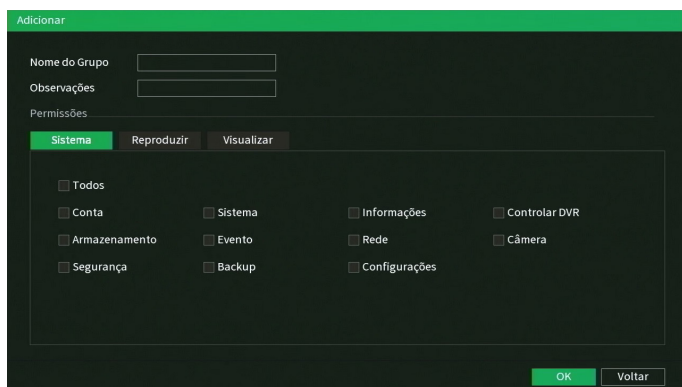 Adicionar
Nome do Grupo
Observações
Permissões
Sistema Reproduzir Visualizar
Todos
Conta Sistema Informações Controlar DVR
Armazenamento Evento Rede Câmera
Segurança Backup Configurações
OK Voltar